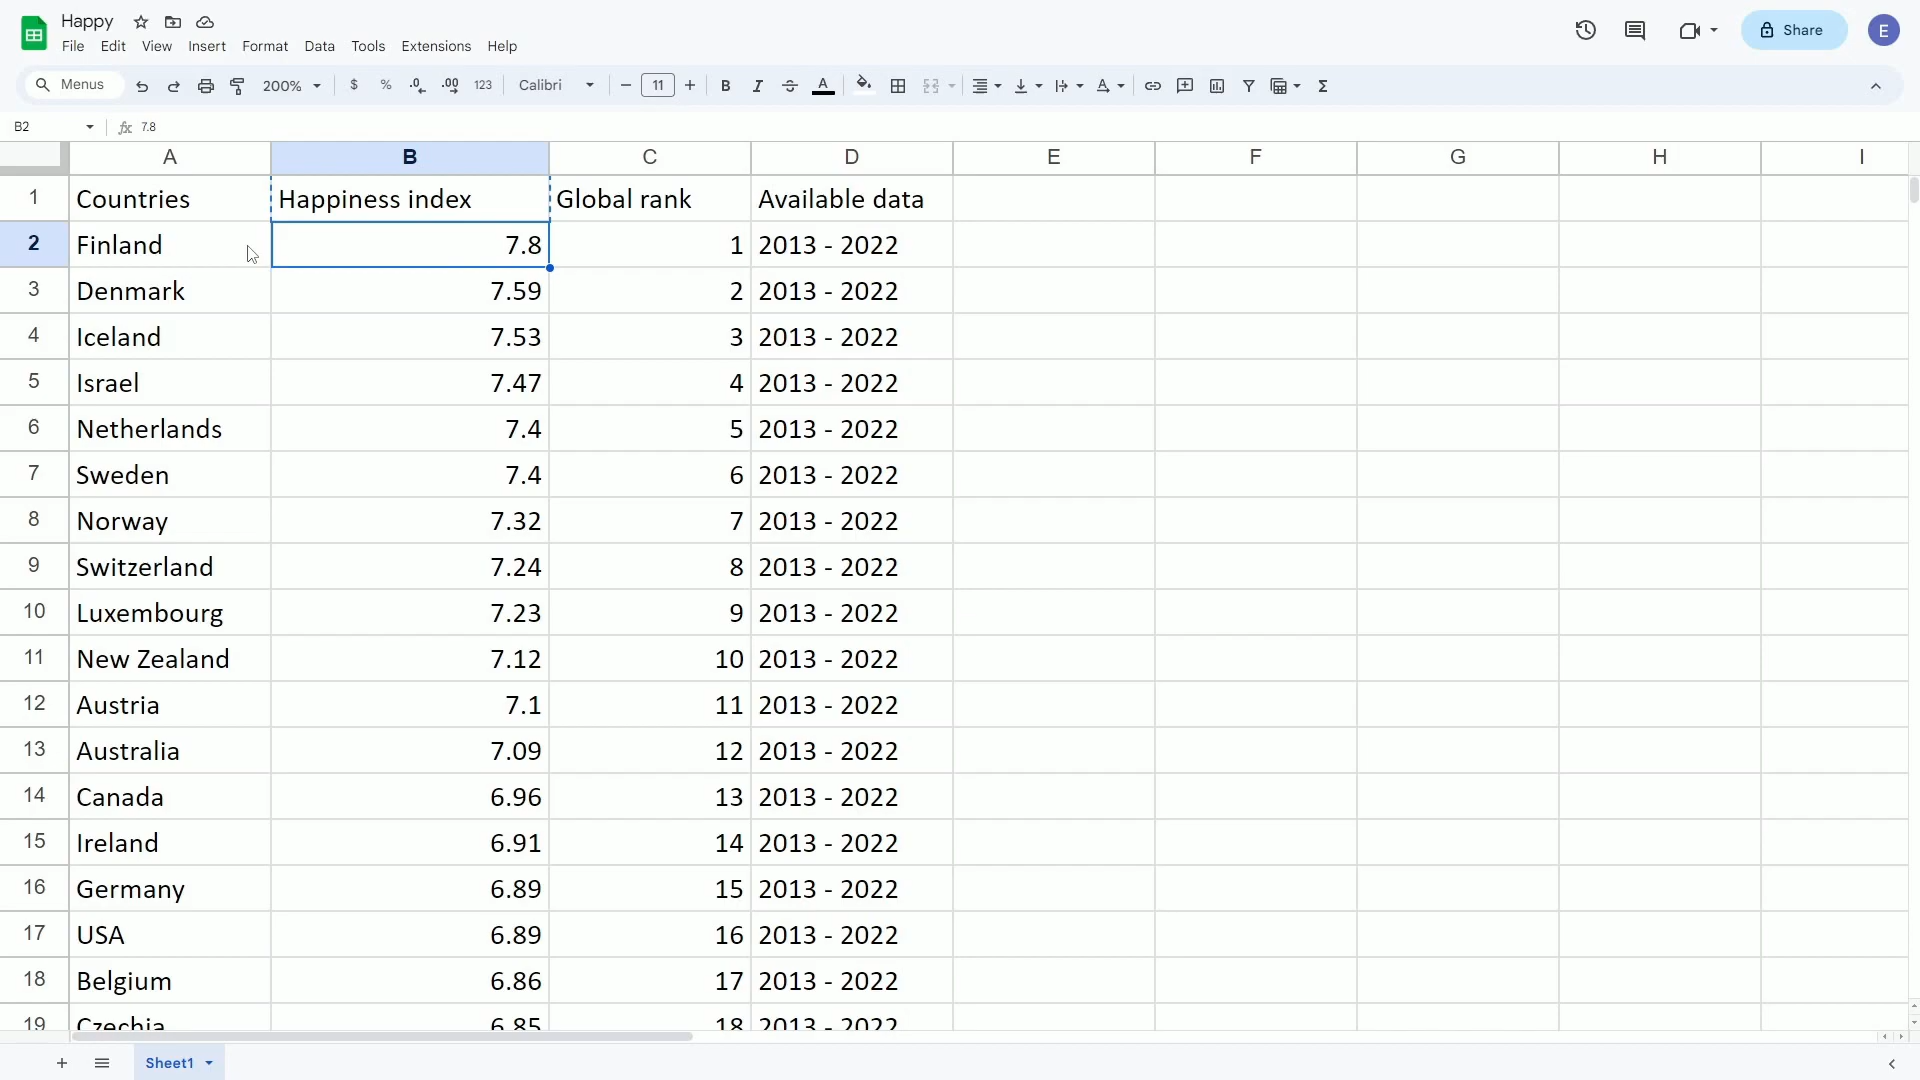 Happy
File Edit View Insert Format Data Tools Extensions Help
Share
E
Menus 200% $ % .0 .00 123 Calibri 11 B I A Σ
B2 fx 7.8
A B C D E F G H I
1 Countries Happiness index Global rank Available data
2 Finland 7.8 1 2013 - 2022
3 Denmark 7.59 2 2013 - 2022
4 Iceland 7.53 3 2013 - 2022
5 Israel 7.47 4 2013 - 2022
6 Netherlands 7.4 5 2013 - 2022
7 Sweden 7.4 6 2013 - 2022
8 Norway 7.32 7 2013 - 2022
9 Switzerland 7.24 8 2013 - 2022
10 Luxembourg 7.23 9 2013 - 2022
11 New Zealand 7.12 10 2013 - 2022
12 Austria 7.1 11 2013 - 2022
13 Australia 7.09 12 2013 - 2022
14 Canada 6.96 13 2013 - 2022
15 Ireland 6.91 14 2013 - 2022
16 Germany 6.89 15 2013 - 2022
17 USA 6.89 16 2013 - 2022
18 Belgium 6.86 17 2013 - 2022
19 Czechia 6.85 18 2013 - 2022
Sheet1